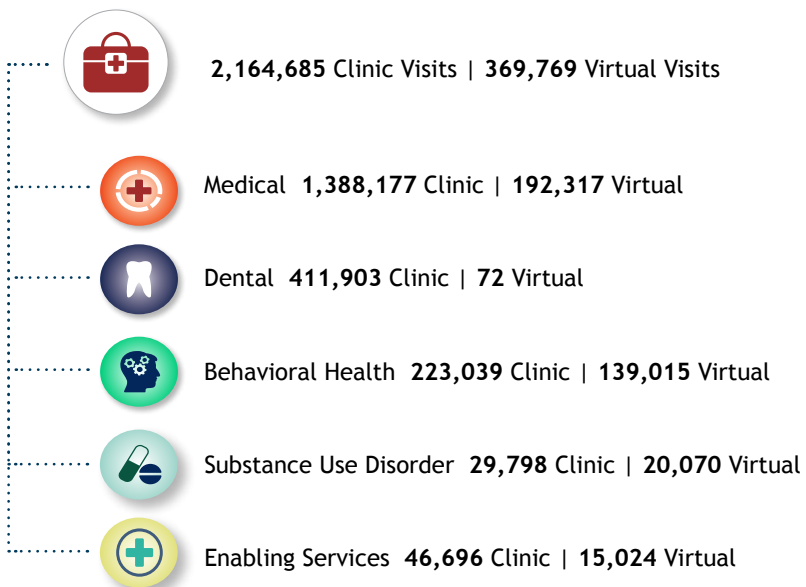 2,164,685 Clinic Visits | 369,769 Virtual Visits
Medical 1,388,177 Clinic | 192,317 Virtual
Dental 411,903 Clinic | 72 Virtual
Behavioral Health 223,039 Clinic | 139,015 Virtual
Substance Use Disorder 29,798 Clinic | 20,070 Virtual
Enabling Services 46,696 Clinic | 15,024 Virtual